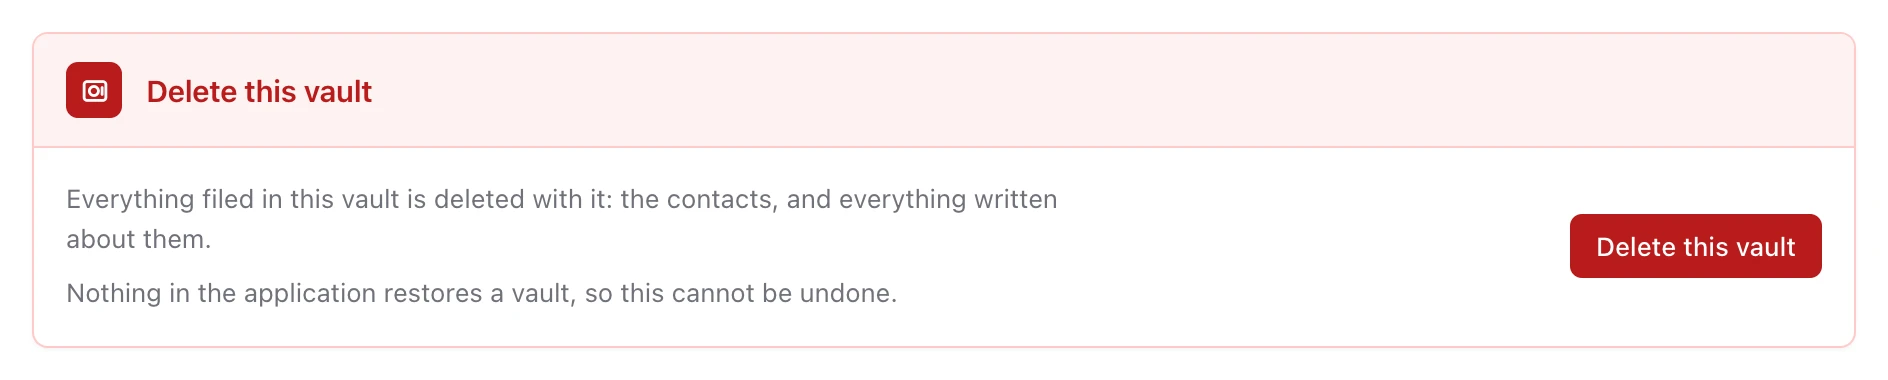 Delete this vault
Everything filed in this vault is deleted with it: the contacts, and everything written
about them.
Delete this vault
Nothing in the application restores a vault, so this cannot be undone.